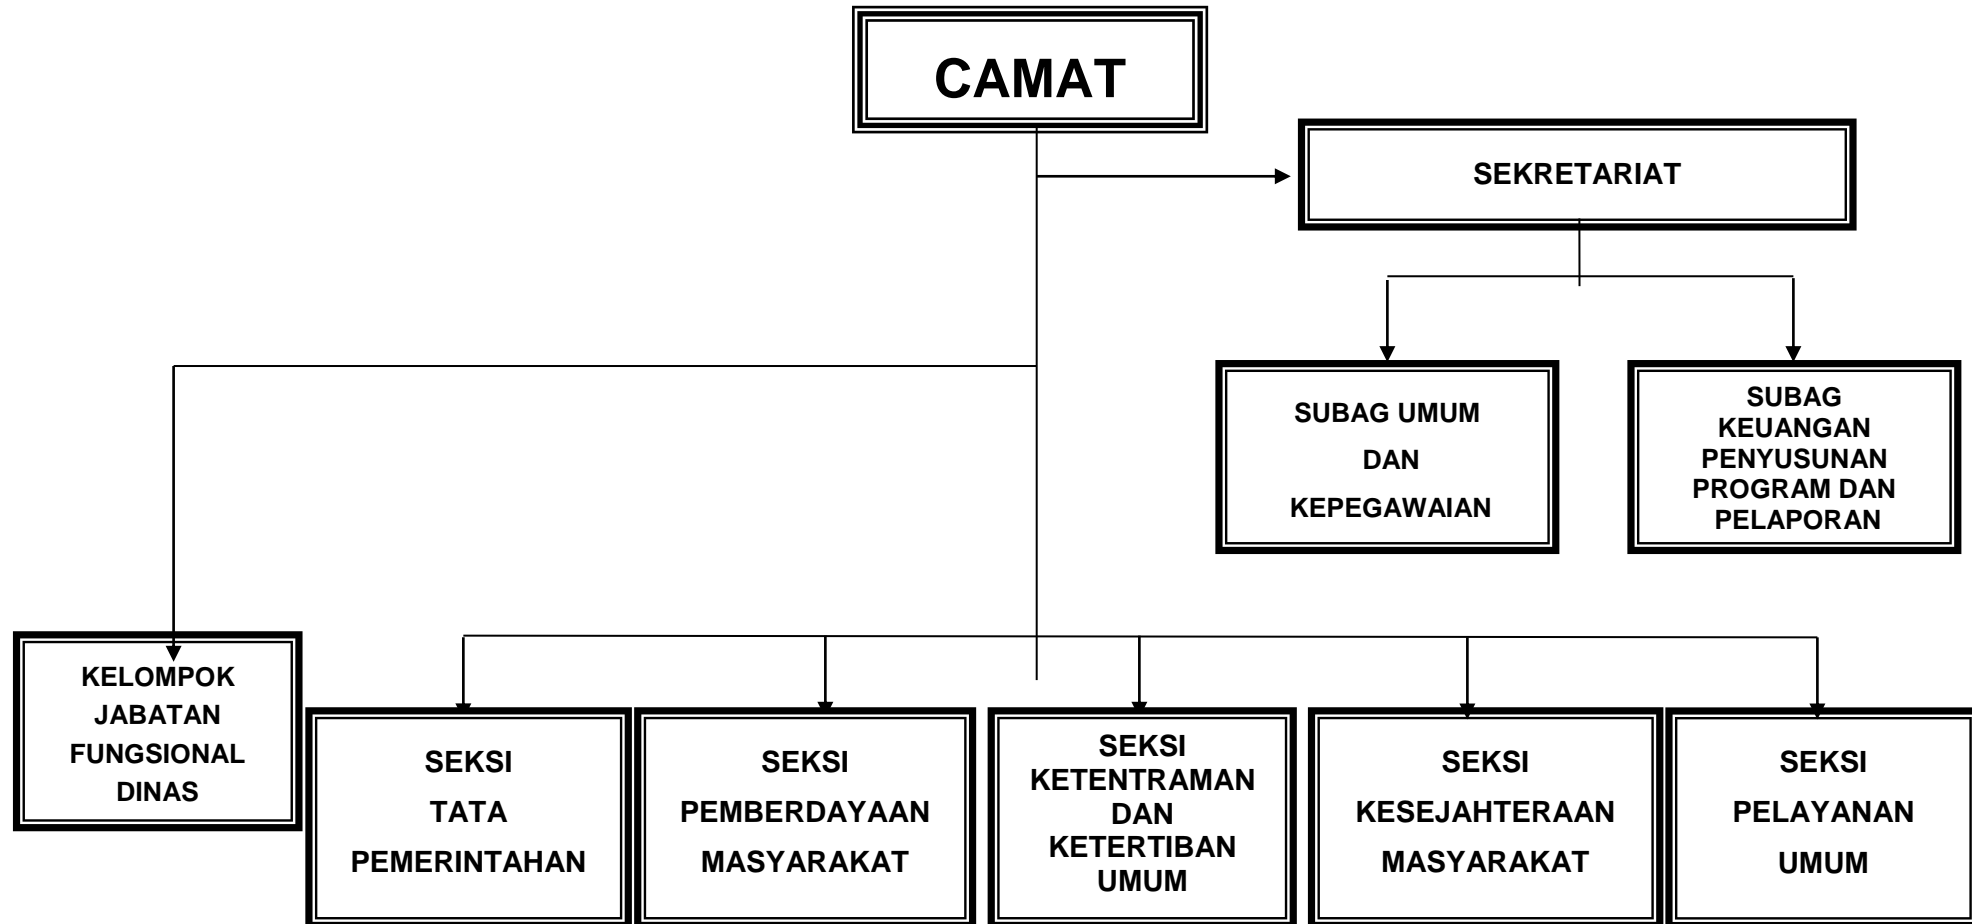 CAMAT
SEKRETARIAT
SUBAG UMUM
DAN
KEPEGAWAIAN
SUBAG
KEUANGAN
PENYUSUNAN
PROGRAM DAN
PELAPORAN
KELOMPOK
JABATAN
FUNGSIONAL
DINAS
SEKSI
TATA
PEMERINTAHAN
SEKSI
PEMBERDAYAAN
MASYARAKAT
SEKSI
KETENTRAMAN
DAN
KETERTIBAN
UMUM
SEKSI
KESEJAHTERAAN
MASYARAKAT
SEKSI
PELAYANAN
UMUM